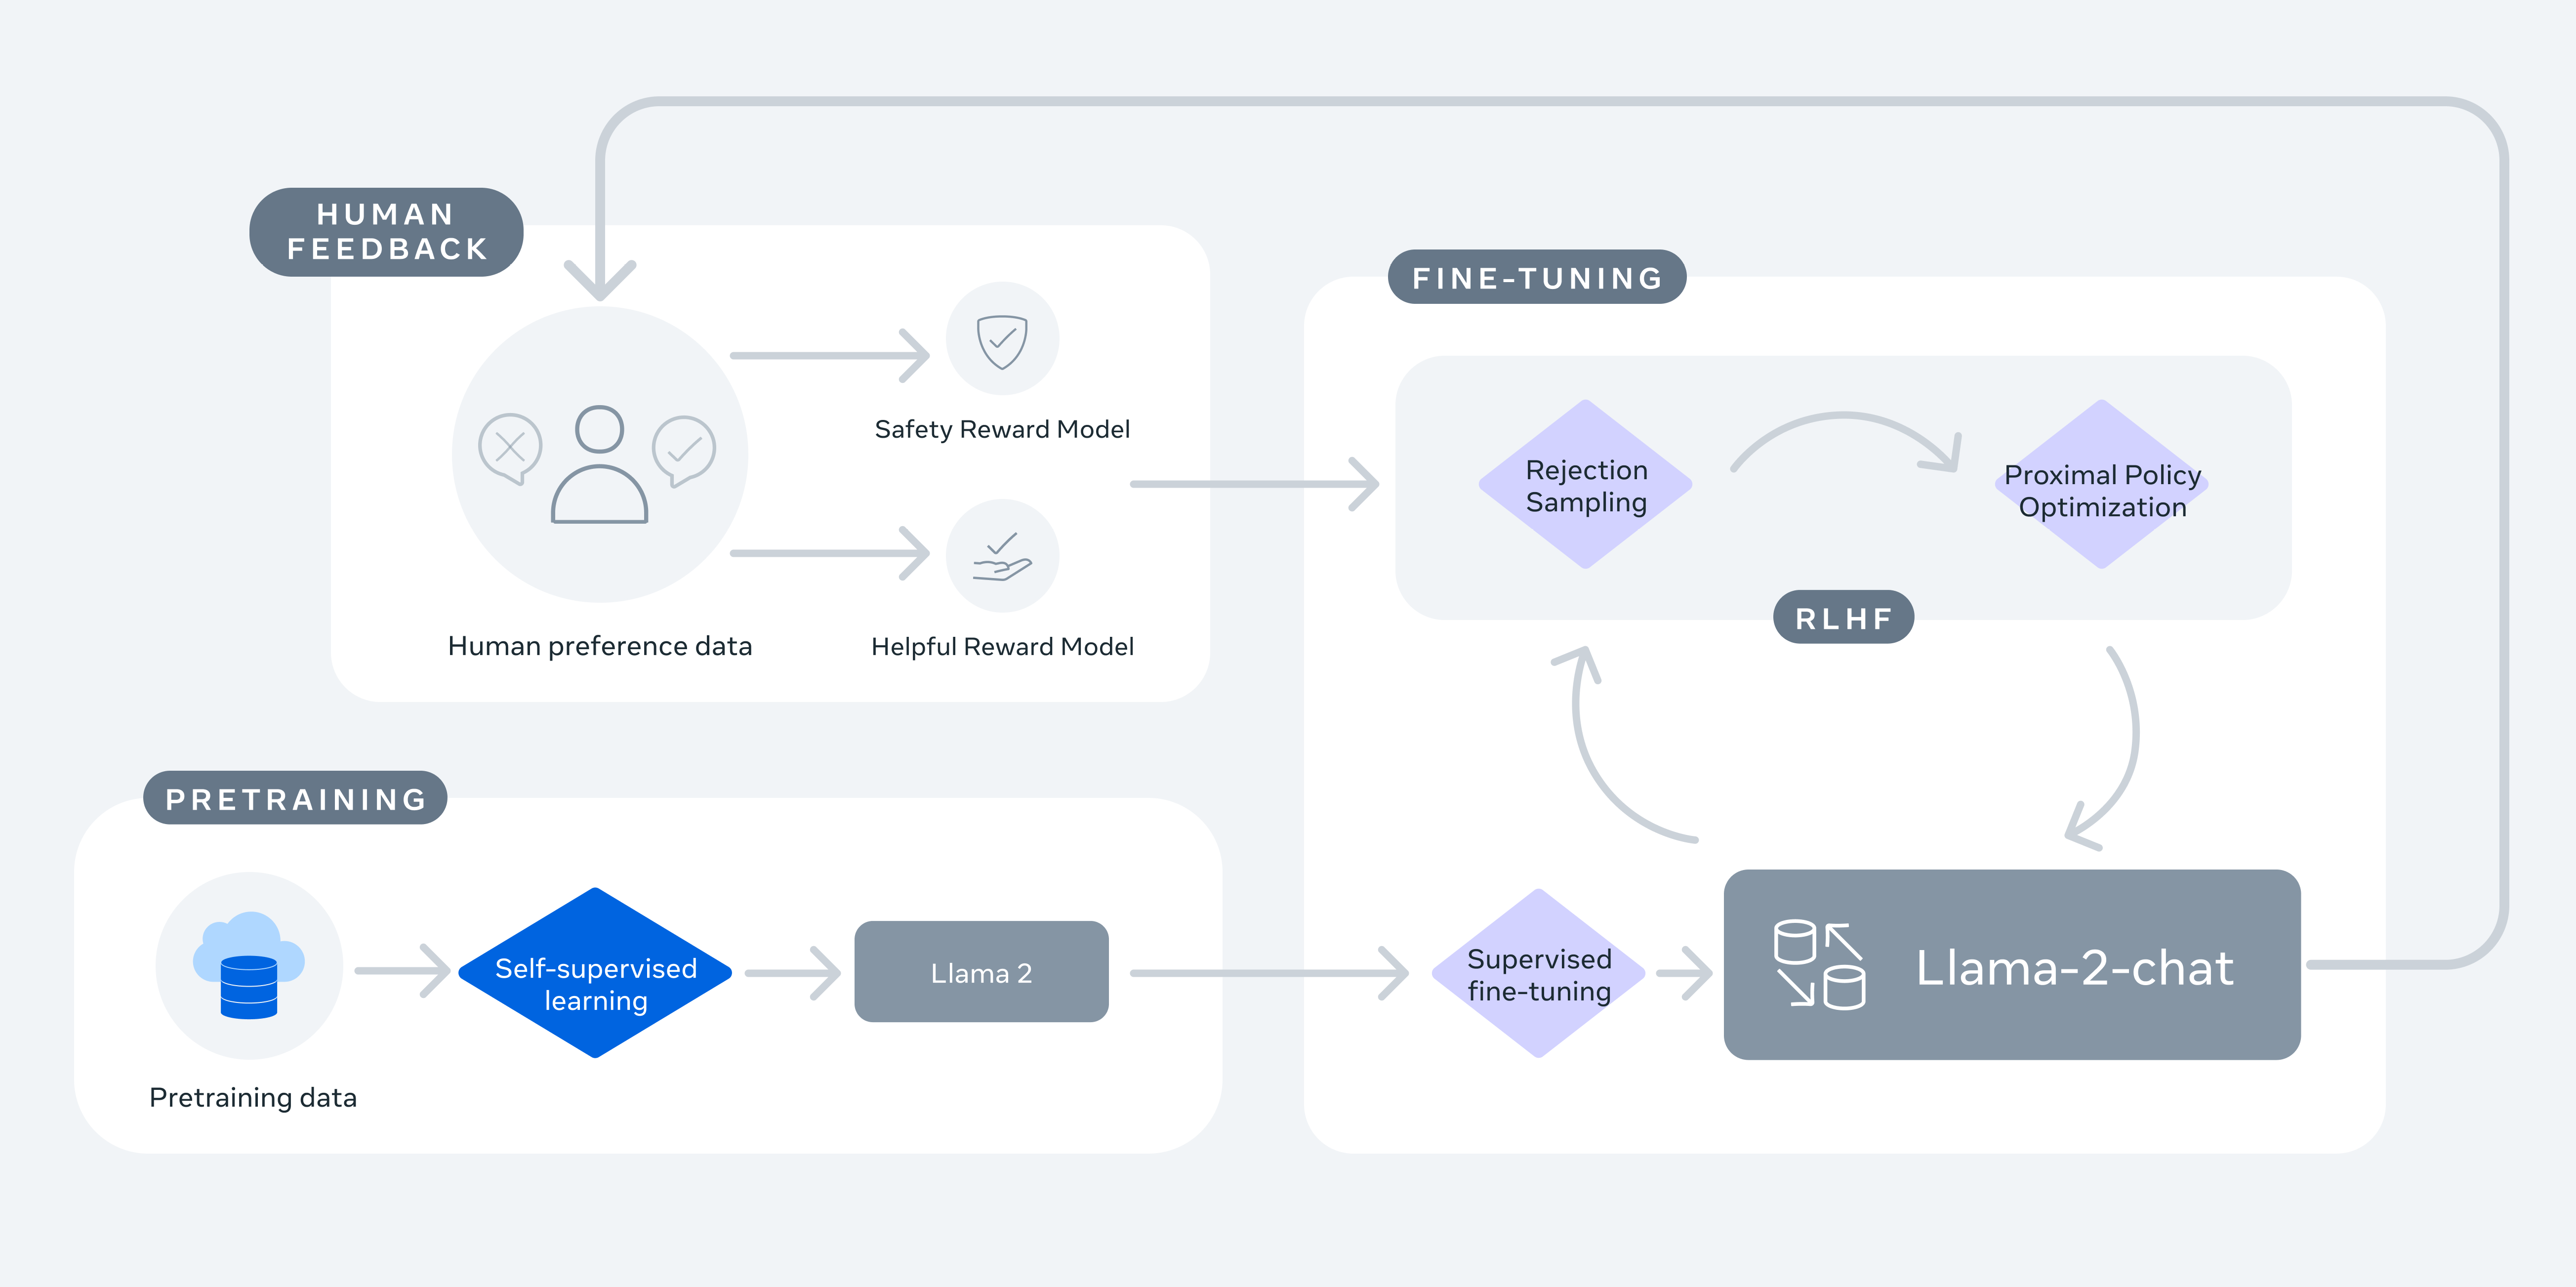 HUMAN
FEEDBACK
Safety Reward Model
Human preference data
Helpful Reward Model
FINE-TUNING
Rejection
Sampling
Proximal Policy
Optimization
RLHF
PRETRAINING
Pretraining data
Self-supervised
learning
Llama 2
Supervised
fine-tuning
Llama-2-chat